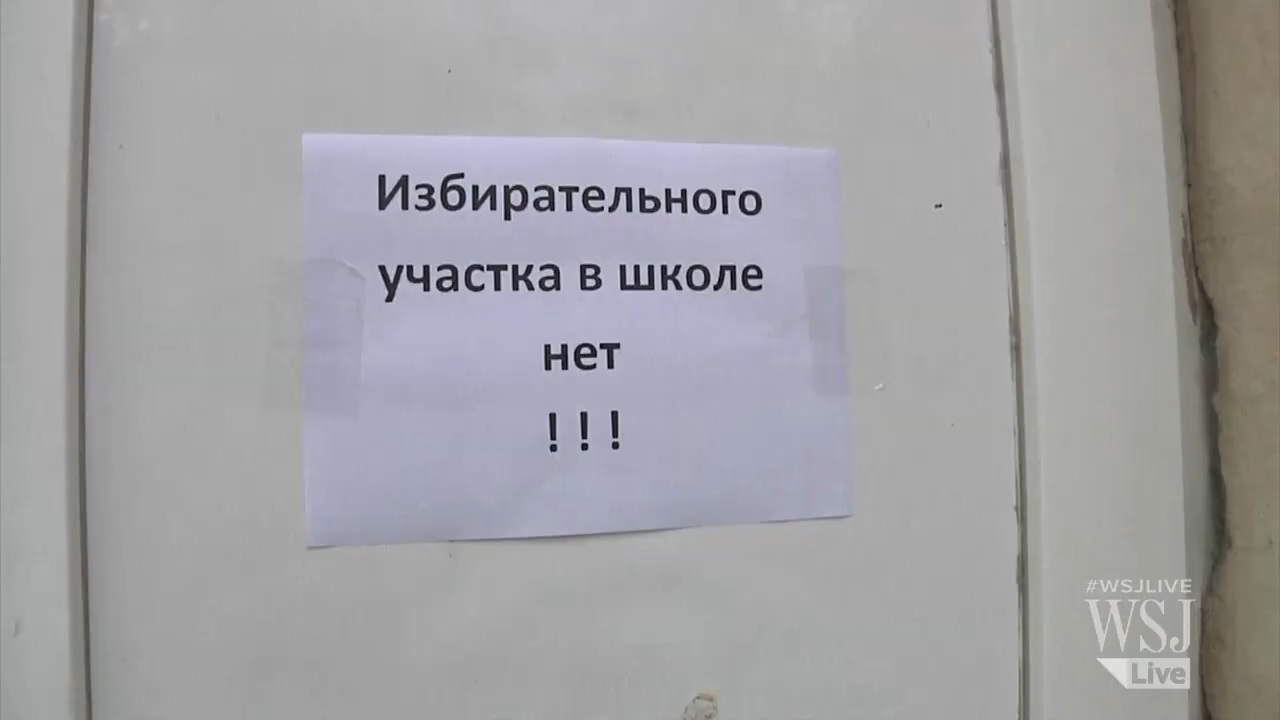 Избирательного
участка в школе
нет
! ! !
#WSJLIVE
WSJ
Live